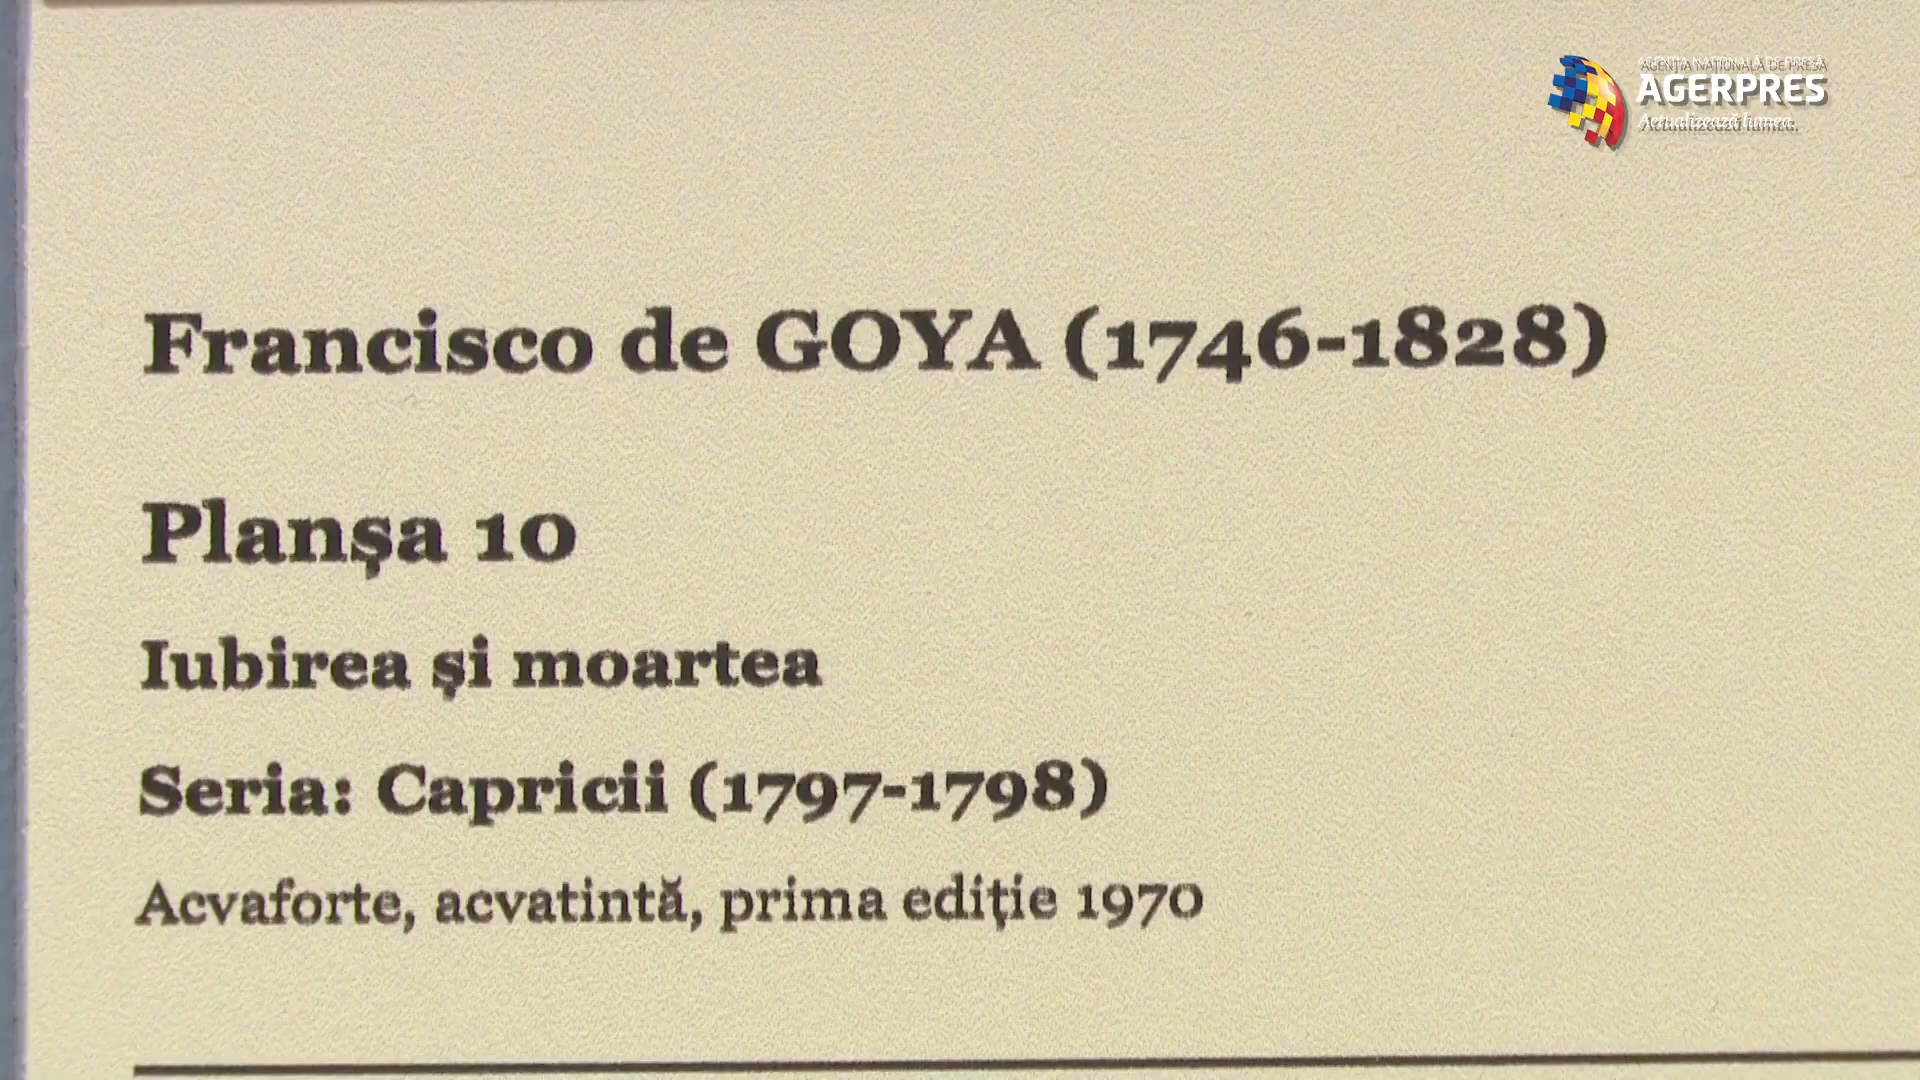 AGENȚIA NAȚIONALĂ DE PRESĂ
AGERPRES
Actualizează lumea.
Francisco de GOYA (1746-1828)
Planșa 10
Iubirea și moartea
Seria: Capricii (1797-1798)
Acvaforte, acvatintă, prima ediție 1970